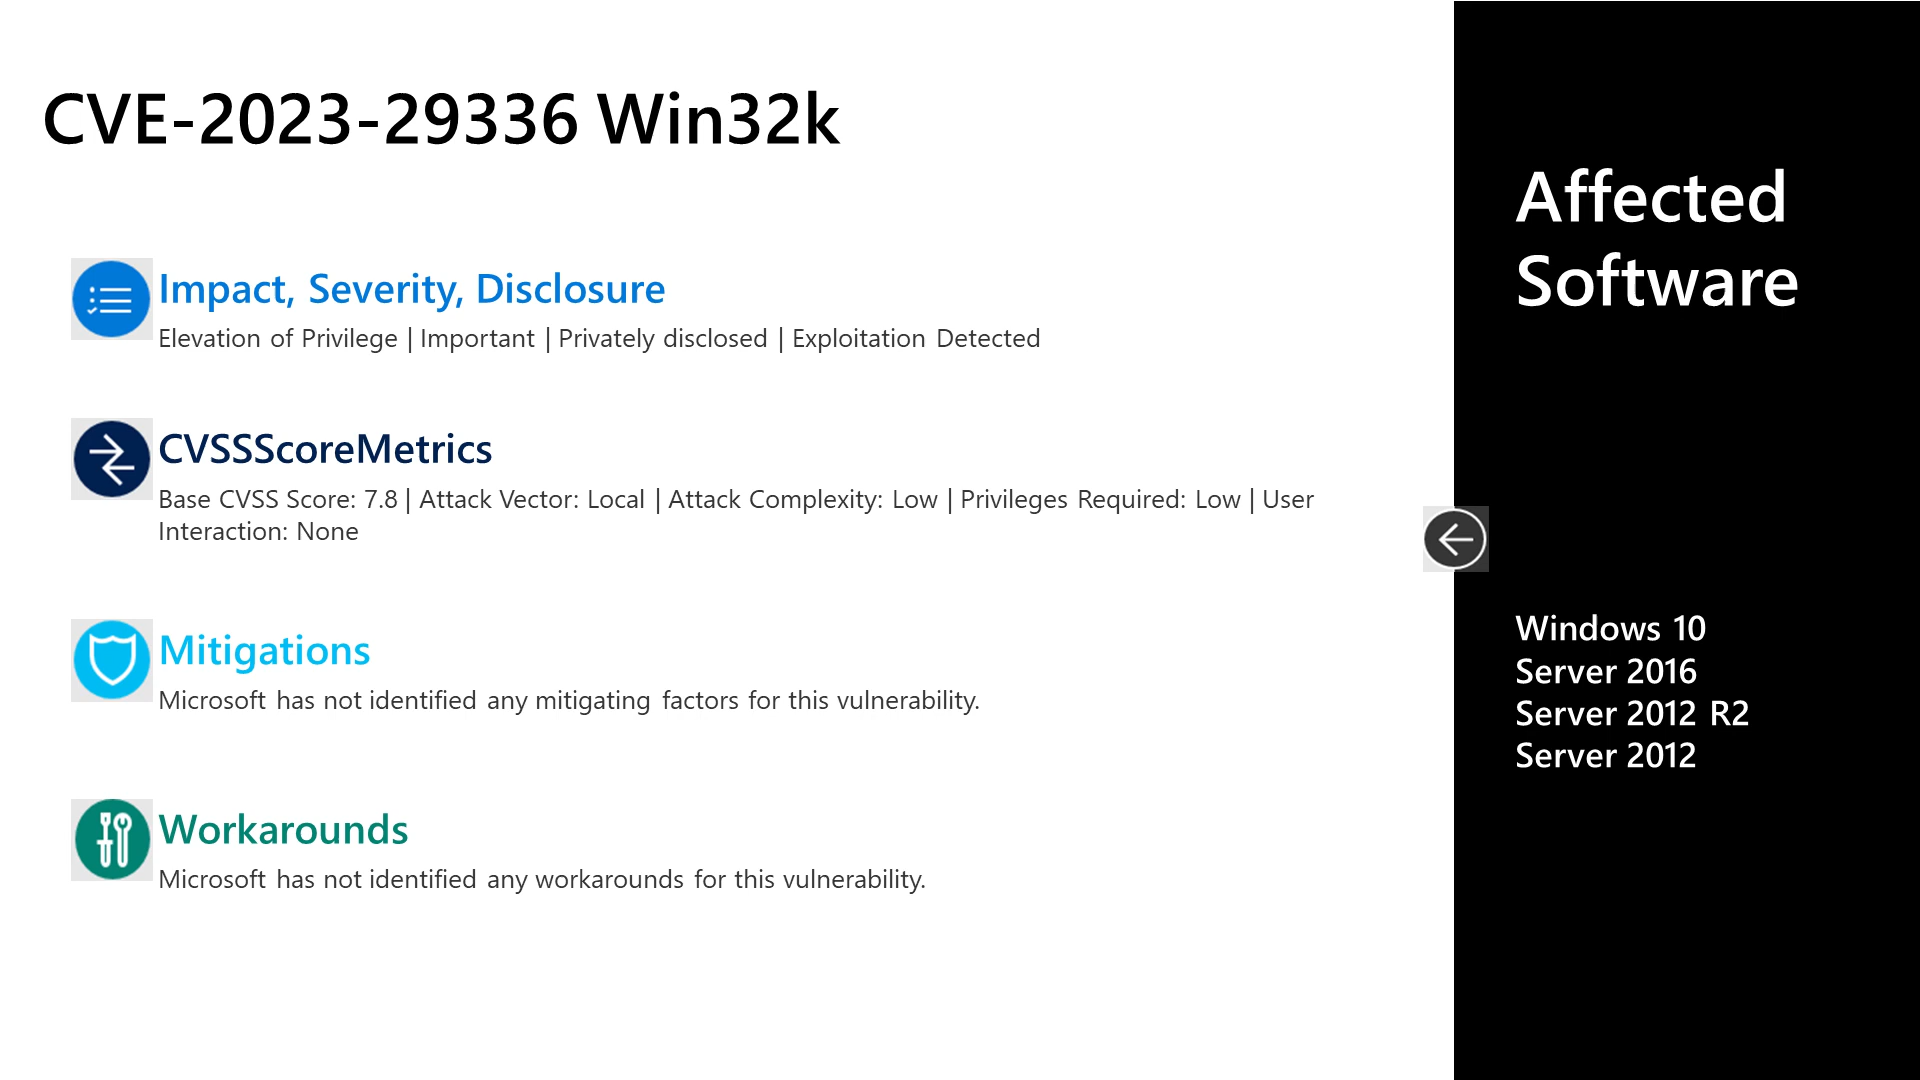 CVE-2023-29336 Win32k
Impact, Severity, Disclosure
Elevation of Privilege | Important | Privately disclosed | Exploitation Detected
CVSSScoreMetrics
Base CVSS Score: 7.8 | Attack Vector: Local | Attack Complexity: Low | Privileges Required: Low | User
Interaction: None
Mitigations
Microsoft has not identified any mitigating factors for this vulnerability.
Workarounds
Microsoft has not identified any workarounds for this vulnerability.
Affected
Software
Windows 10
Server 2016
Server 2012 R2
Server 2012